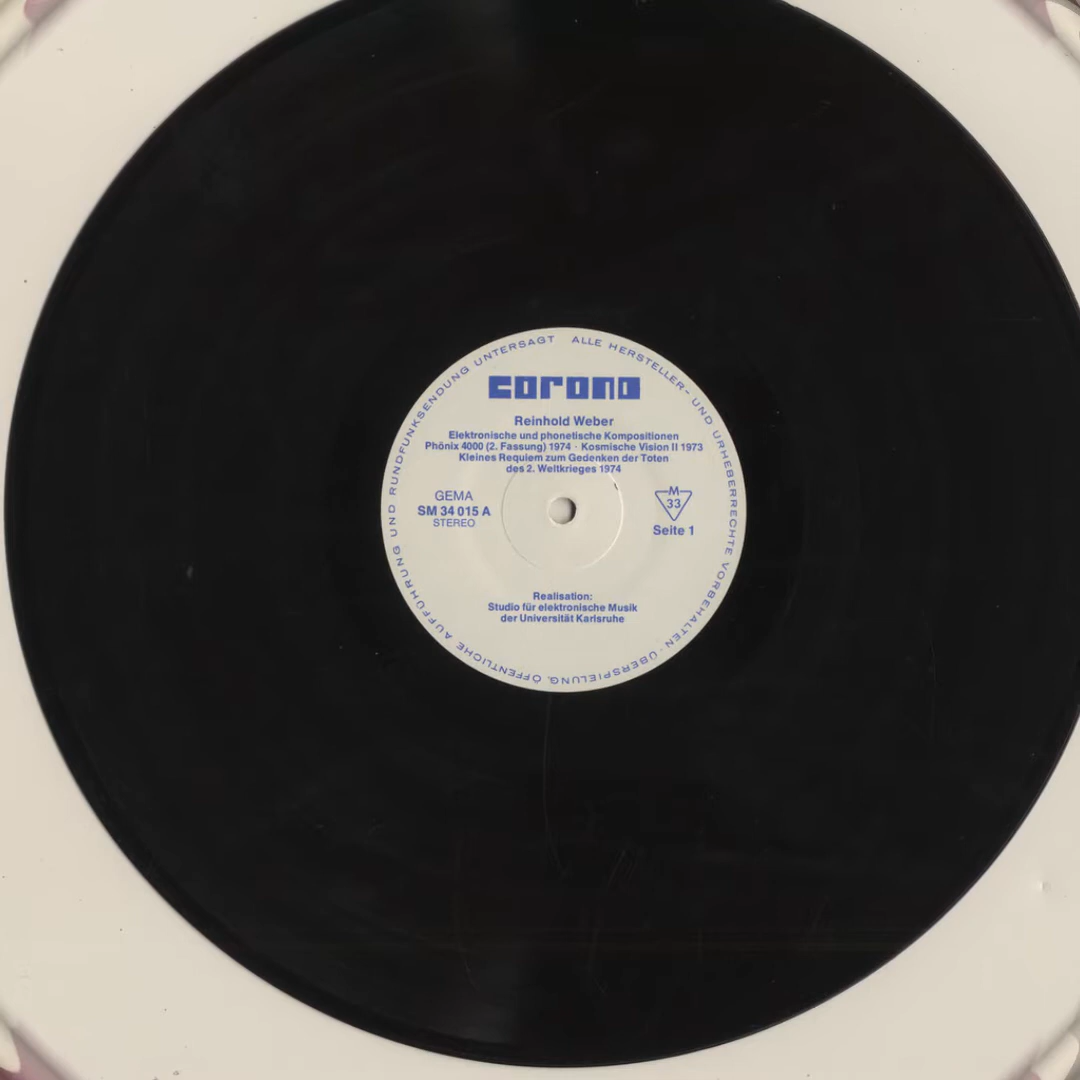 ALLE HERSTELLER- UND URHEBERRECHTE VORBEHALTEN · ÜBERSPIELUNG, ÖFFENTLICHE AUFFÜHRUNG UND RUNDFUNKSENDUNG UNTERSAGT
corona
Reinhold Weber
Elektronische und phonetische Kompositionen
Phönix 4000 (2. Fassung) 1974 · Kosmische Vision II 1973
Kleines Requiem zum Gedenken der Toten
des 2. Weltkrieges 1974
GEMA
SM 34 015 A
STEREO
M
33
Seite 1
Realisation:
Studio für elektronische Musik
der Universität Karlsruhe